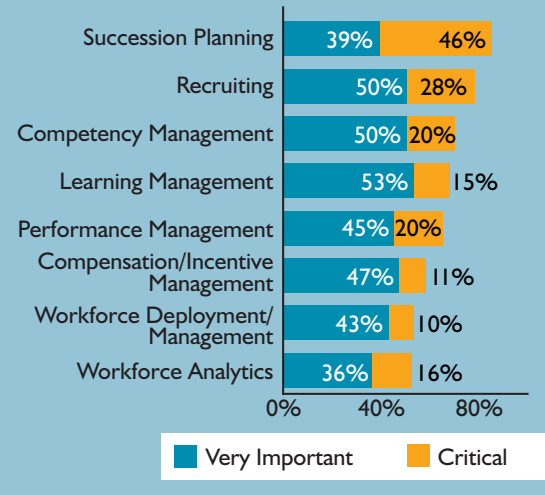 Succession Planning 39% 46%
Recruiting 50% 28%
Competency Management 50% 20%
Learning Management 53% 15%
Performance Management 45% 20%
Compensation/Incentive
Management 47% 11%
Workforce Deployment/
Management 43% 10%
Workforce Analytics 36% 16%
0% 40% 80%
Very Important Critical